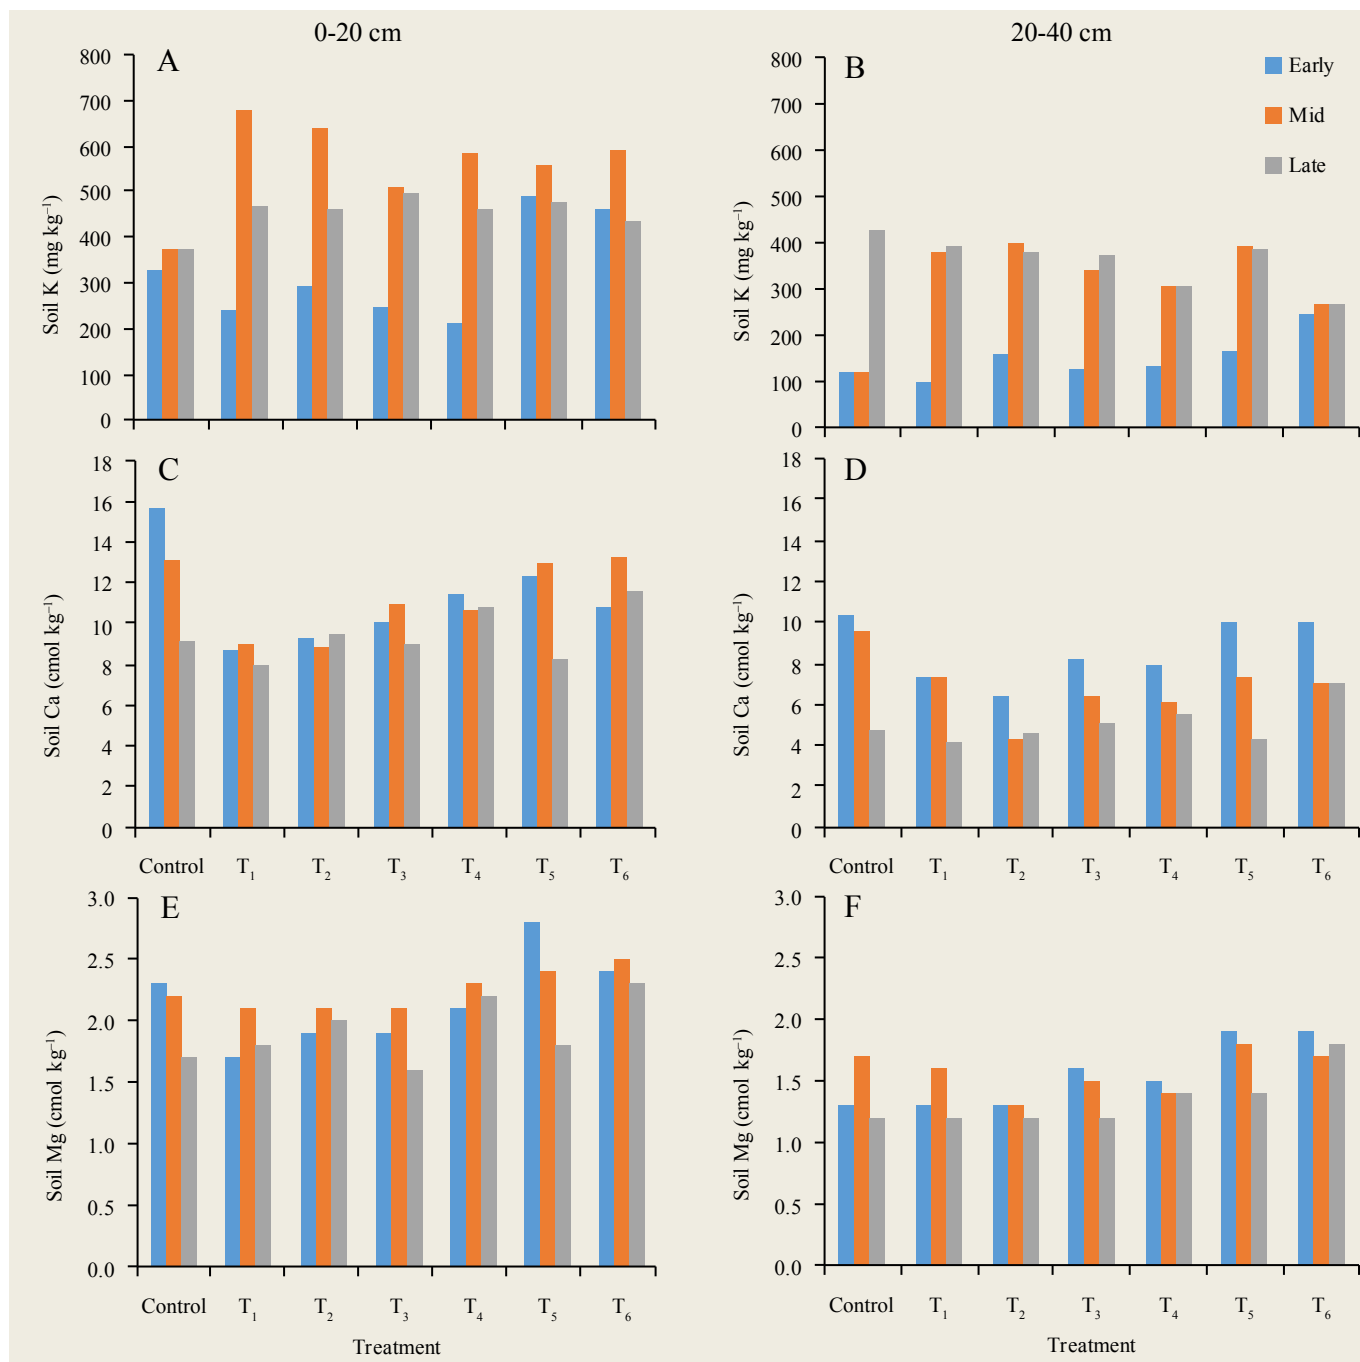 0-20 cm
20-40 cm
A
Soil K (mg kg⁻¹)
800
700
600
500
400
300
200
100
0
B
Soil K (mg kg⁻¹)
800
700
600
500
400
300
200
100
0
Early
Mid
Late
C
Soil Ca (cmol kg⁻¹)
18
16
14
12
10
8
6
4
2
0
Control T₁ T₂ T₃ T₄ T₅ T₆
D
Soil Ca (cmol kg⁻¹)
18
16
14
12
10
8
6
4
2
0
Control T₁ T₂ T₃ T₄ T₅ T₆
E
Soil Mg (cmol kg⁻¹)
3.0
2.5
2.0
1.5
1.0
0.5
0.0
Control T₁ T₂ T₃ T₄ T₅ T₆
Treatment
F
Soil Mg (cmol kg⁻¹)
3.0
2.5
2.0
1.5
1.0
0.5
0.0
Control T₁ T₂ T₃ T₄ T₅ T₆
Treatment